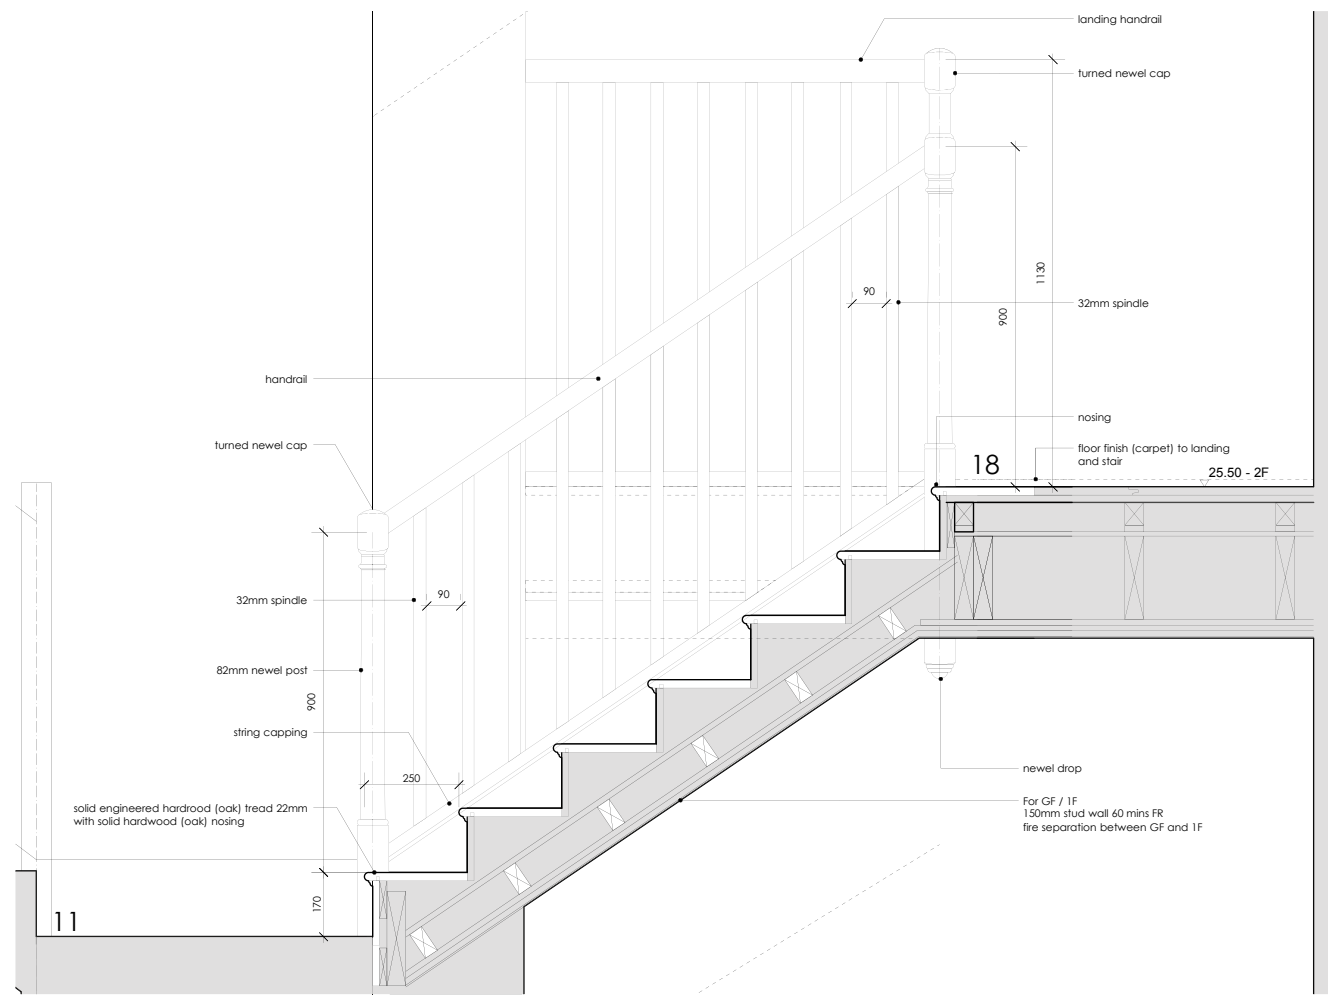 landing handrail
turned newel cap
1130
900
90
32mm spindle
handrail
nosing
turned newel cap
floor finish (carpet) to landing
and stair
18
25.50 - 2F
32mm spindle
90
82mm newel post
900
string capping
250
newel drop
solid engineered hardrood (oak) tread 22mm
with solid hardwood (oak) nosing
For GF / 1F
150mm stud wall 60 mins FR
fire separation between GF and 1F
170
11